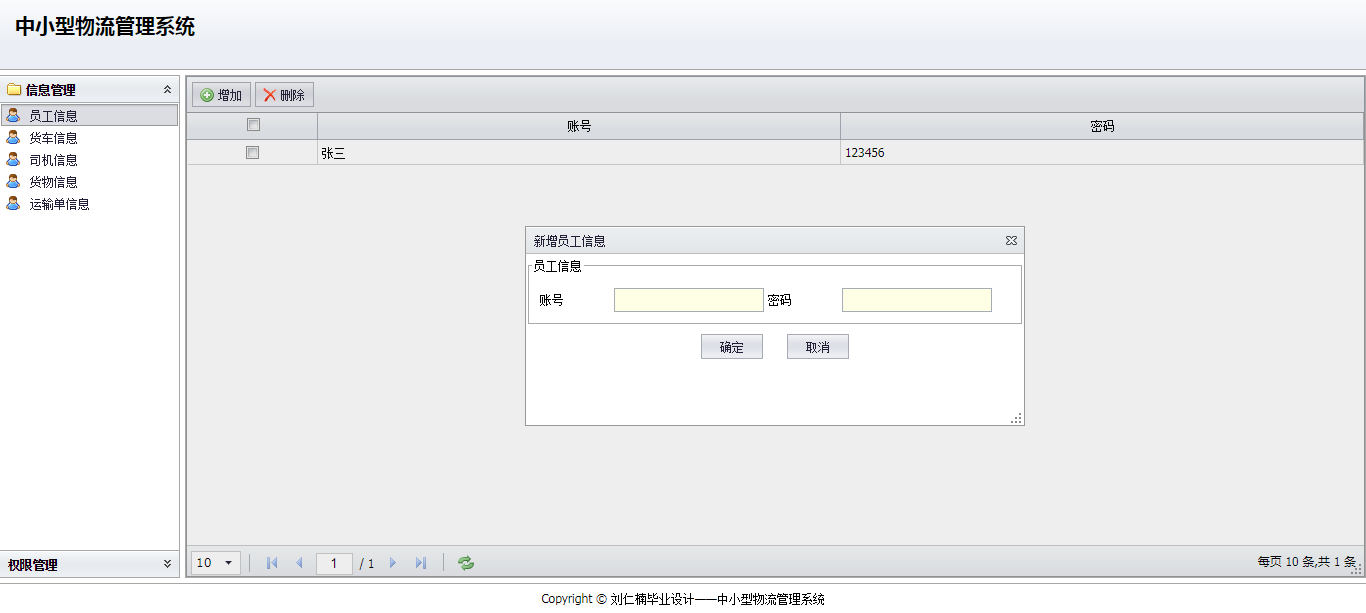 中小型物流管理系统
信息管理
员工信息
货车信息
司机信息
货物信息
运输单信息
权限管理
增加 删除
账号 密码
张三 123456
新增员工信息
员工信息
账号 密码
确定 取消
10 1 / 1 每页 10 条,共 1 条
Copyright © 刘仁楠毕业设计——中小型物流管理系统